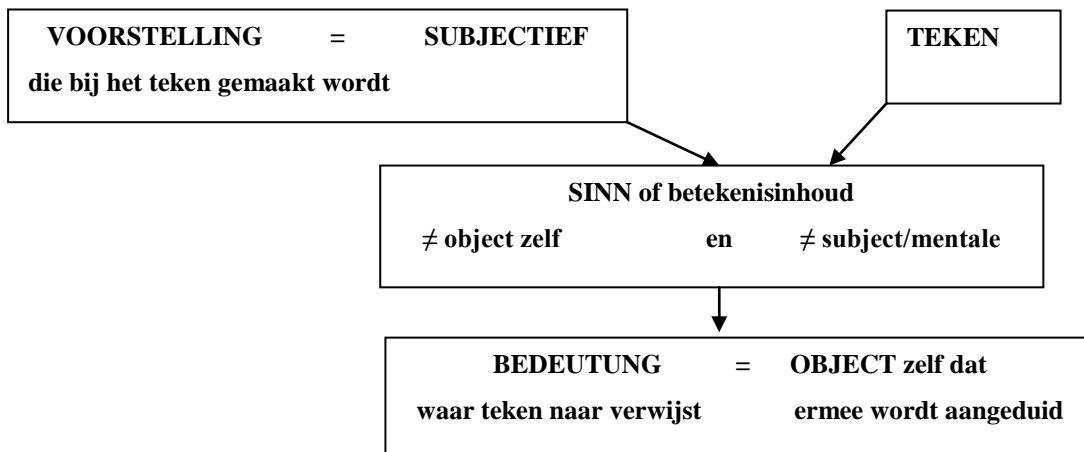 VOORSTELLING = SUBJECTIEF
die bij het teken gemaakt wordt
TEKEN
SINN of betekenisinhoud
≠ object zelf en ≠ subject/mentale
BEDEUTUNG = OBJECT zelf dat
waar teken naar verwijst ermee wordt aangeduid